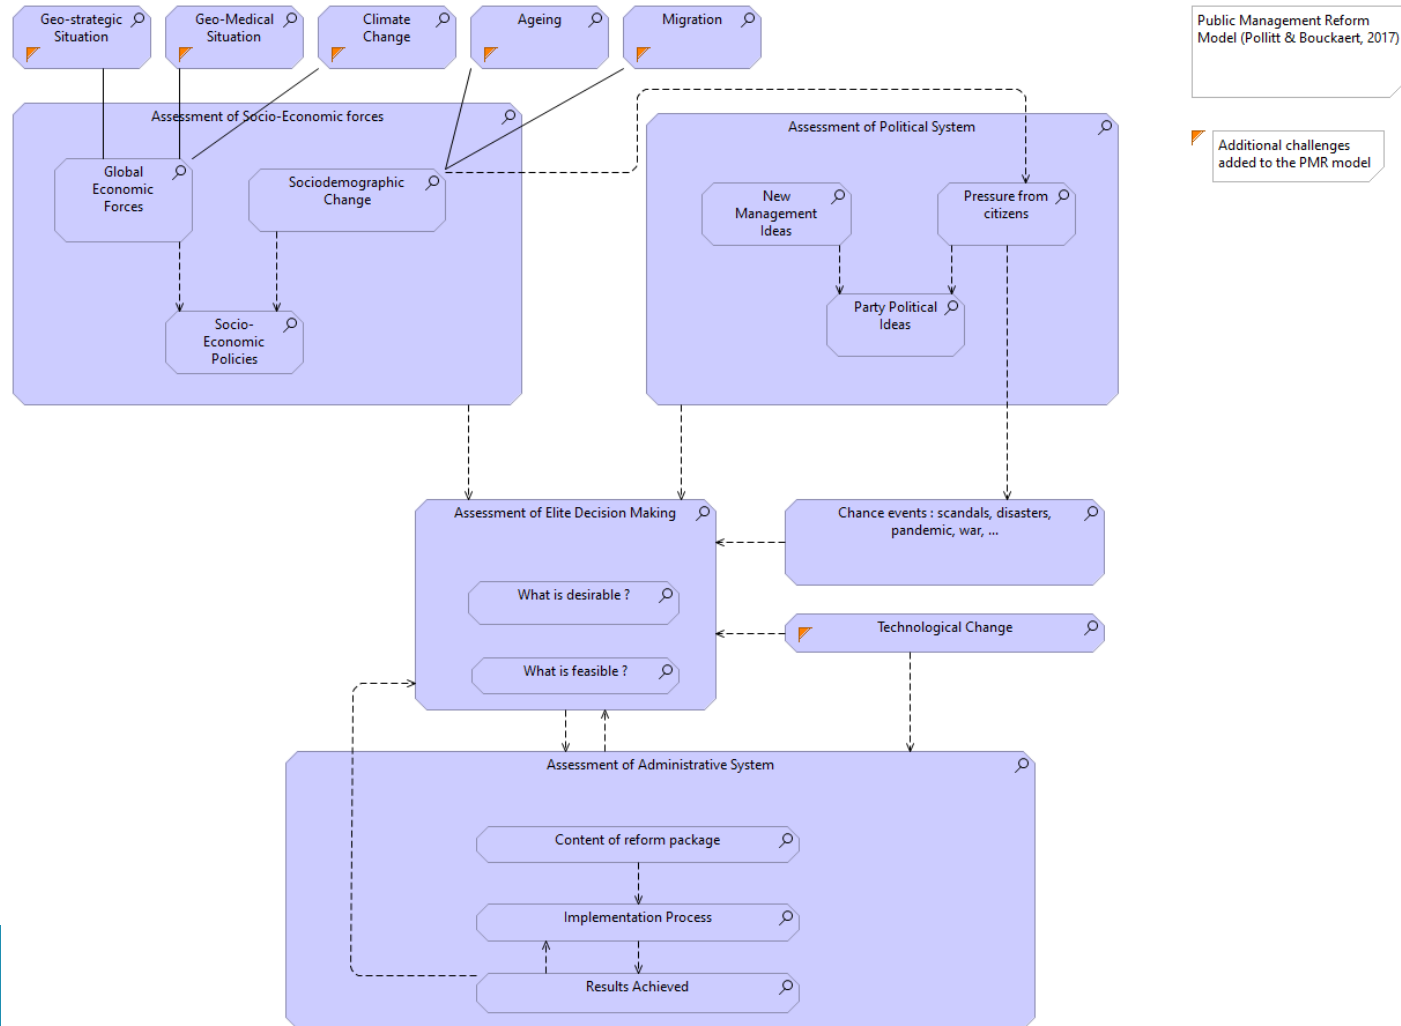 Geo-strategic
Situation
Geo-Medical
Situation
Climate
Change
Ageing
Migration
Public Management Reform
Model (Pollitt & Bouckaert, 2017)
Additional challenges
added to the PMR model
Assessment of Socio-Economic forces
Global
Economic
Forces
Sociodemographic
Change
Socio-
Economic
Policies
Assessment of Political System
New
Management
Ideas
Pressure from
citizens
Party Political
Ideas
Assessment of Elite Decision Making
What is desirable ?
What is feasible ?
Chance events : scandals, disasters,
pandemic, war, ...
Technological Change
Assessment of Administrative System
Content of reform package
Implementation Process
Results Achieved